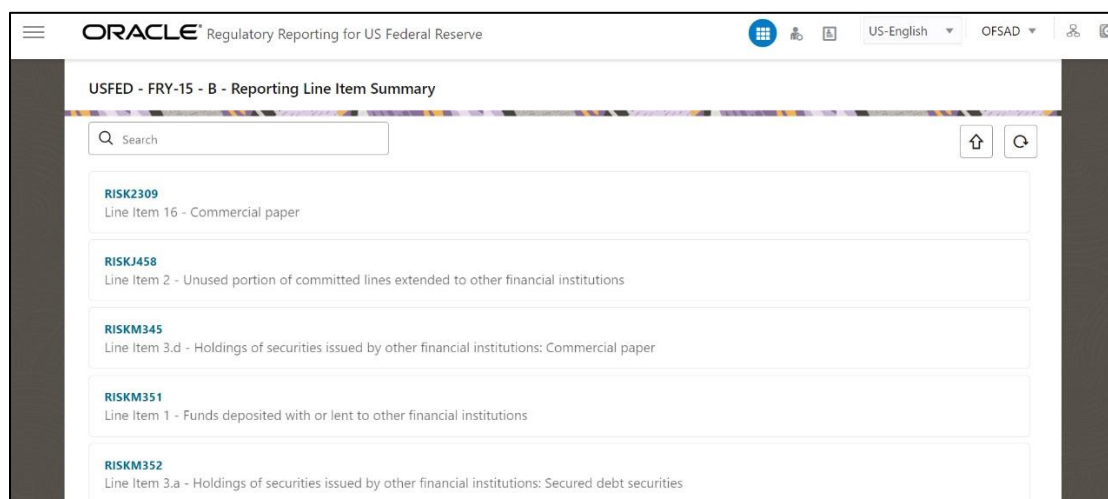 ORACLE® Regulatory Reporting for US Federal Reserve
US-English
OFSAD
USFED - FRY-15 - B - Reporting Line Item Summary
Search
RISK2309
Line Item 16 - Commercial paper
RISKJ458
Line Item 2 - Unused portion of committed lines extended to other financial institutions
RISKM345
Line Item 3.d - Holdings of securities issued by other financial institutions: Commercial paper
RISKM351
Line Item 1 - Funds deposited with or lent to other financial institutions
RISKM352
Line Item 3.a - Holdings of securities issued by other financial institutions: Secured debt securities